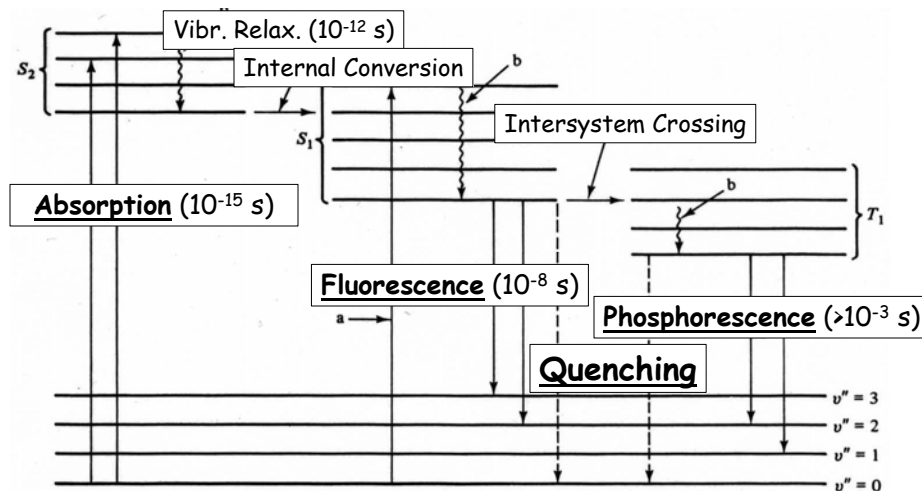 Vibr. Relax. (10⁻¹² s)
S₂
Internal Conversion
b
S₁
Intersystem Crossing
b
T₁
Absorption (10⁻¹⁵ s)
Fluorescence (10⁻⁸ s)
a
Phosphorescence (>10⁻³ s)
Quenching
υ″ = 3
υ″ = 2
υ″ = 1
υ″ = 0